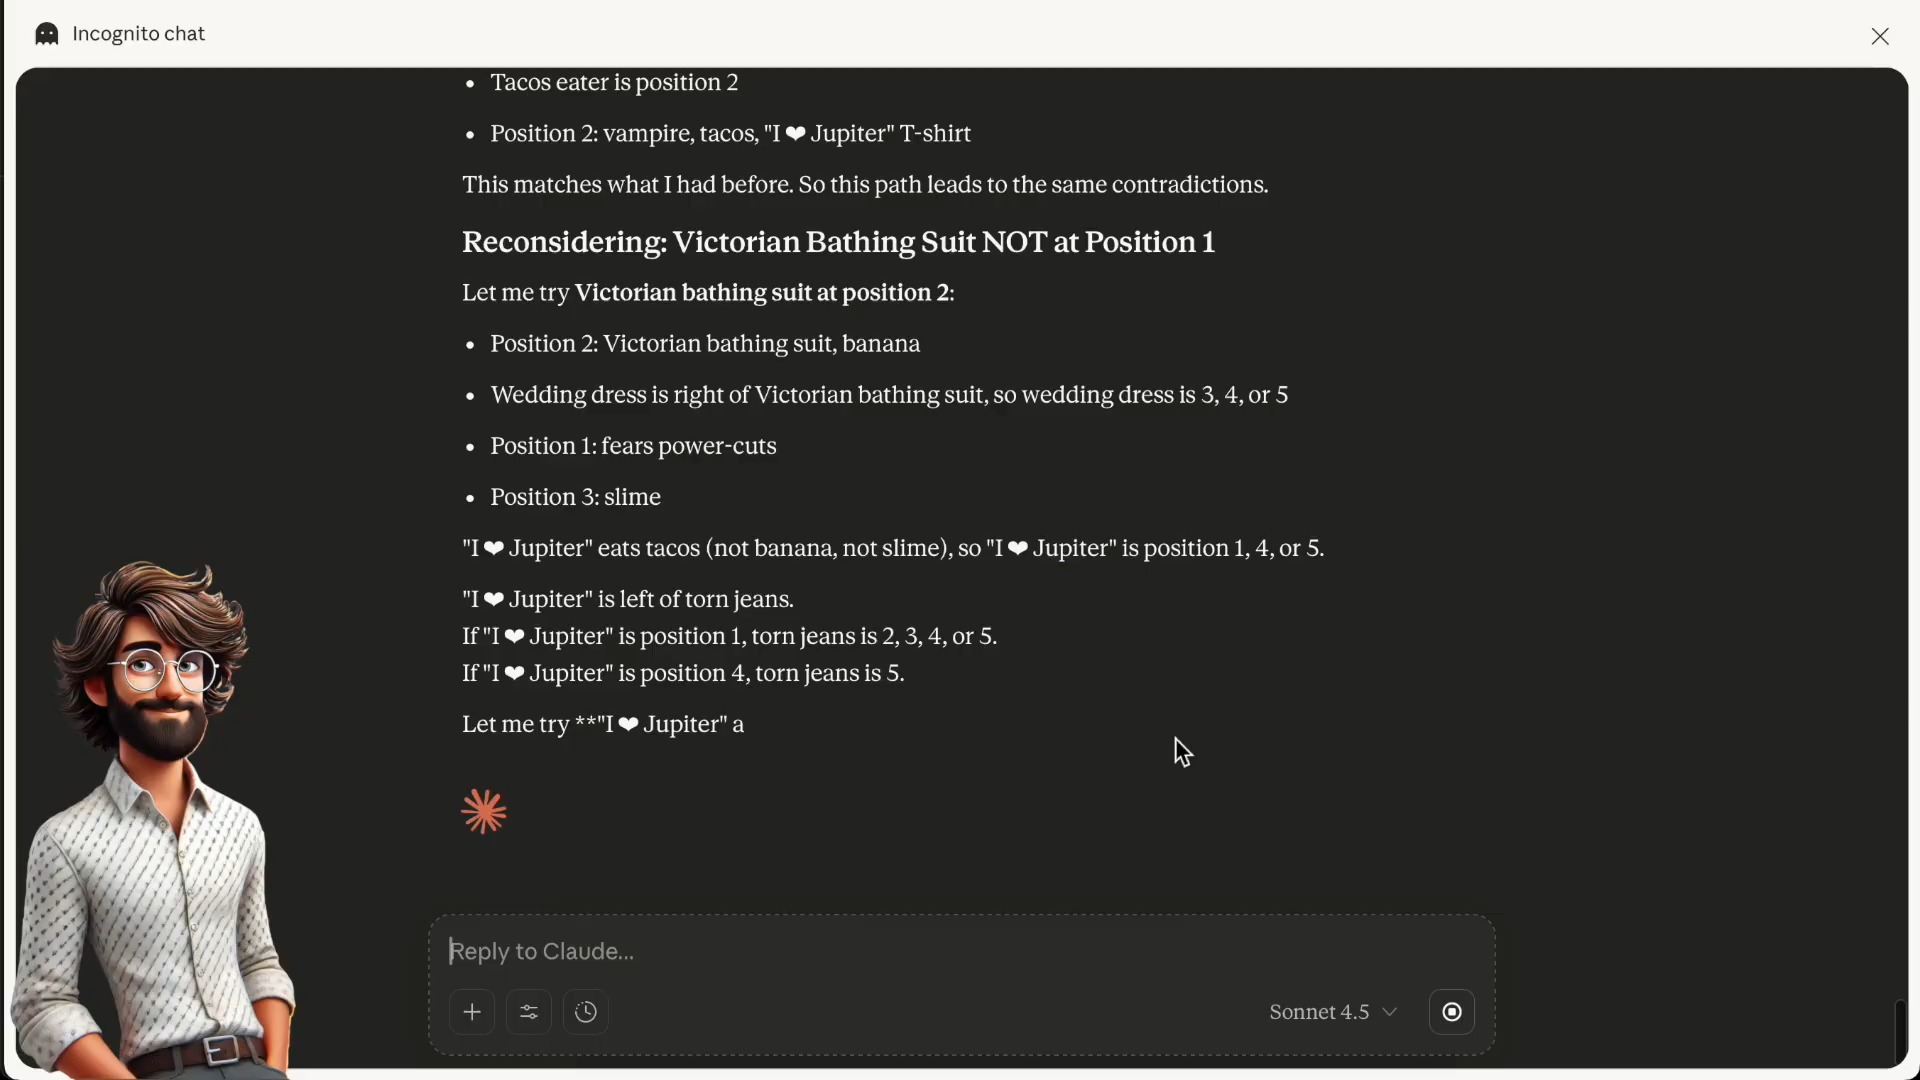 Incognito chat
Tacos eater is position 2
Position 2: vampire, tacos, "I ❤ Jupiter" T-shirt
This matches what I had before. So this path leads to the same contradictions.
Reconsidering: Victorian Bathing Suit NOT at Position 1
Let me try Victorian bathing suit at position 2:
Position 2: Victorian bathing suit, banana
Wedding dress is right of Victorian bathing suit, so wedding dress is 3, 4, or 5
Position 1: fears power-cuts
Position 3: slime
"I ❤ Jupiter" eats tacos (not banana, not slime), so "I ❤ Jupiter" is position 1, 4, or 5.
"I ❤ Jupiter" is left of torn jeans.
If "I ❤ Jupiter" is position 1, torn jeans is 2, 3, 4, or 5.
If "I ❤ Jupiter" is position 4, torn jeans is 5.
Let me try **"I ❤ Jupiter" a
Reply to Claude...
Sonnet 4.5